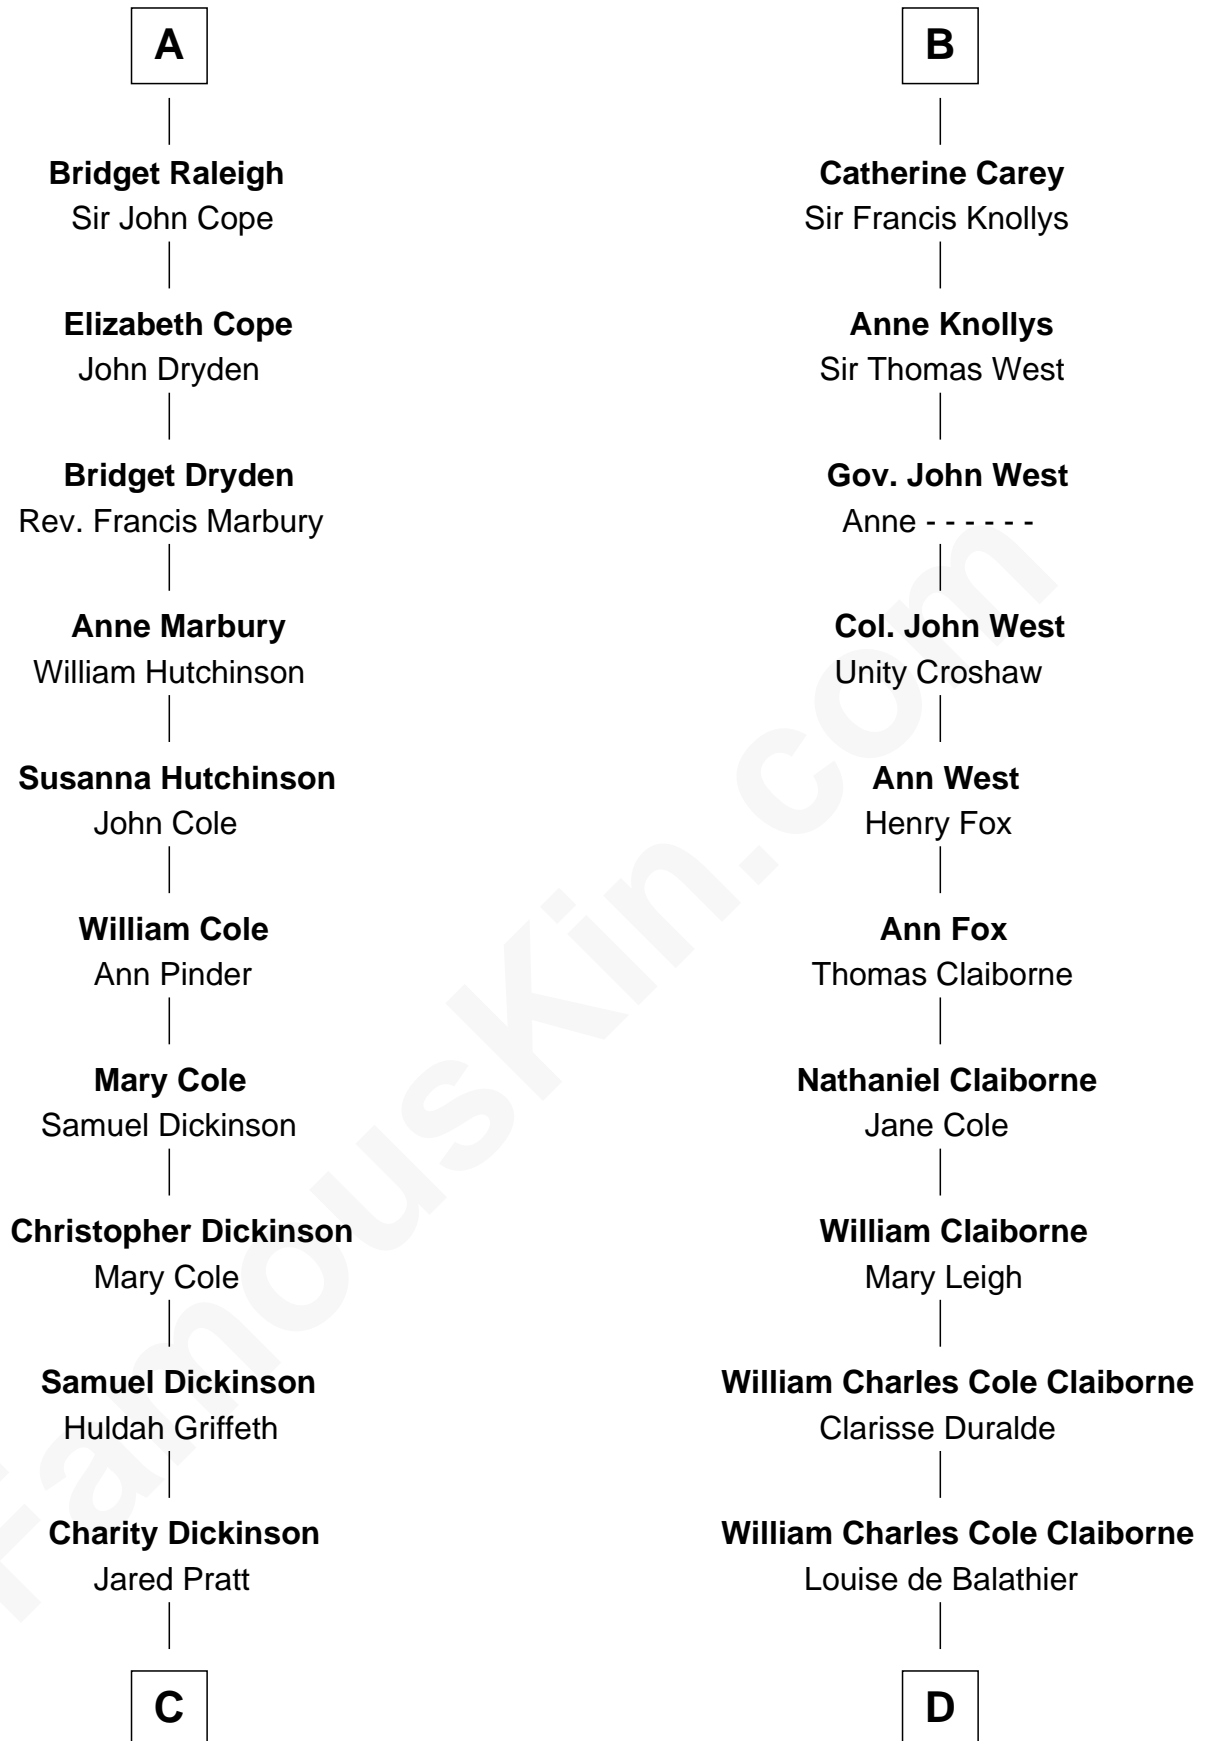 A
Bridget Raleigh
Sir John Cope
Elizabeth Cope
John Dryden
Bridget Dryden
Rev. Francis Marbury
Anne Marbury
William Hutchinson
Susanna Hutchinson
John Cole
William Cole
Ann Pinder
Mary Cole
Samuel Dickinson
Christopher Dickinson
Mary Cole
Samuel Dickinson
Huldah Griffeth
Charity Dickinson
Jared Pratt
C
B
Catherine Carey
Sir Francis Knollys
Anne Knollys
Sir Thomas West
Gov. John West
Anne - - - - - -
Col. John West
Unity Croshaw
Ann West
Henry Fox
Ann Fox
Thomas Claiborne
Nathaniel Claiborne
Jane Cole
William Claiborne
Mary Leigh
William Charles Cole Claiborne
Clarisse Duralde
William Charles Cole Claiborne
Louise de Balathier
D
FamousKin.com